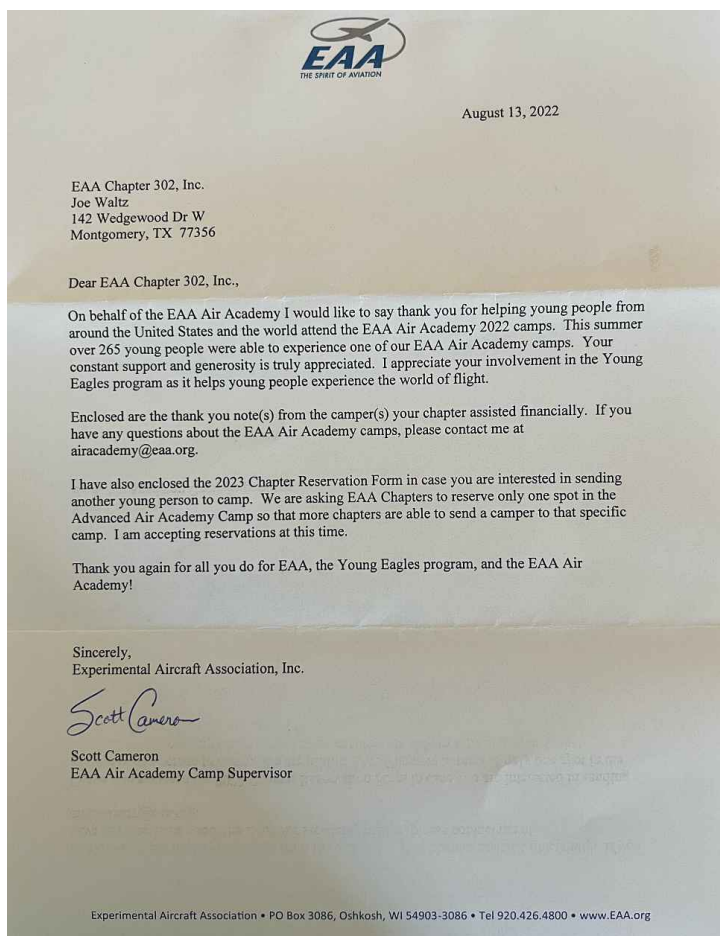 EAA
THE SPIRIT OF AVIATION
August 13, 2022
EAA Chapter 302, Inc.
Joe Waltz
142 Wedgewood Dr W
Montgomery, TX 77356
Dear EAA Chapter 302, Inc.,
On behalf of the EAA Air Academy I would like to say thank you for helping young people from
around the United States and the world attend the EAA Air Academy 2022 camps. This summer
over 265 young people were able to experience one of our EAA Air Academy camps. Your
constant support and generosity is truly appreciated. I appreciate your involvement in the Young
Eagles program as it helps young people experience the world of flight.
Enclosed are the thank you note(s) from the camper(s) your chapter assisted financially. If you
have any questions about the EAA Air Academy camps, please contact me at
airacademy@eaa.org.
I have also enclosed the 2023 Chapter Reservation Form in case you are interested in sending
another young person to camp. We are asking EAA Chapters to reserve only one spot in the
Advanced Air Academy Camp so that more chapters are able to send a camper to that specific
camp. I am accepting reservations at this time.
Thank you again for all you do for EAA, the Young Eagles program, and the EAA Air
Academy!
Sincerely,
Experimental Aircraft Association, Inc.
Scott Cameron
Scott Cameron
EAA Air Academy Camp Supervisor
Experimental Aircraft Association • PO Box 3086, Oshkosh, WI 54903-3086 • Tel 920.426.4800 • www.EAA.org